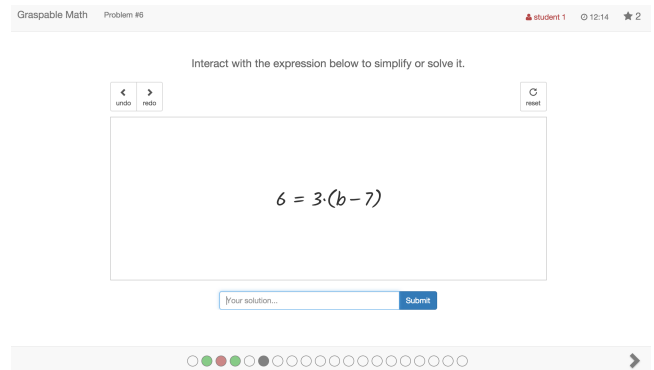 Graspable Math Problem #6 student 1 12:14 2
Interact with the expression below to simplify or solve it.
undo redo reset
6 = 3·(b − 7)
Your solution... Submit